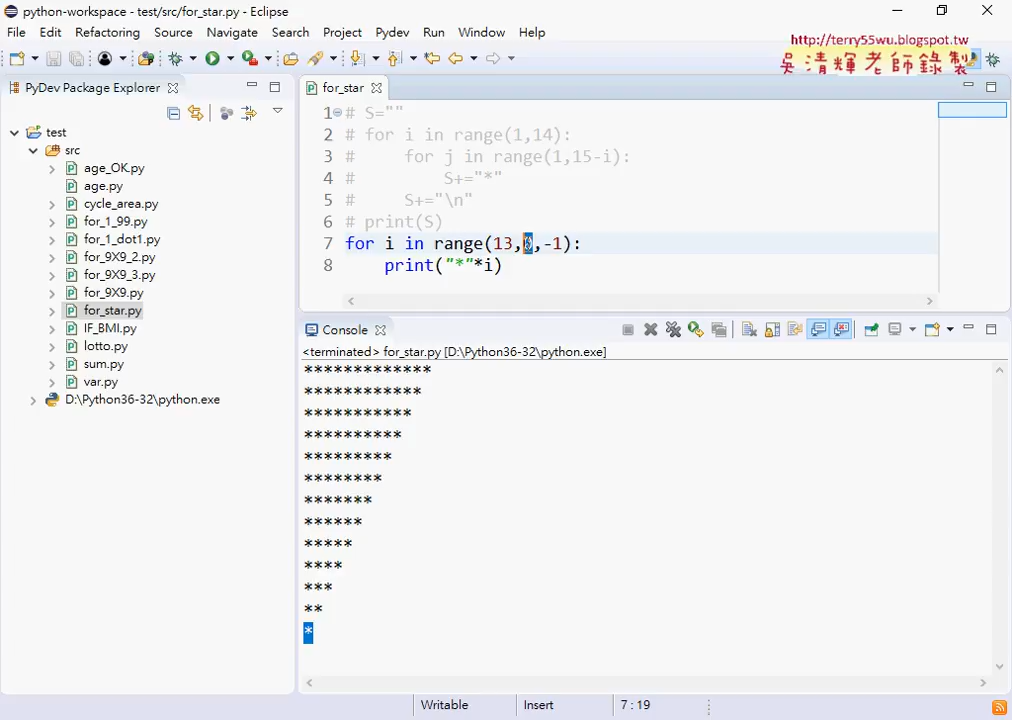 python-workspace - test/src/for_star.py - Eclipse
File Edit Refactoring Source Navigate Search Project Pydev Run Window Help
http://terry55wu.blogspot.tw
吳清輝老師錄製
PyDev Package Explorer
for_star
test
src
age_OK.py
age.py
cycle_area.py
for_1_99.py
for_1_dot1.py
for_9X9_2.py
for_9X9_3.py
for_9X9.py
for_star.py
IF_BMI.py
lotto.py
sum.py
var.py
D:\Python36-32\python.exe
1 # S=""
2 # for i in range(1,14):
3 #     for j in range(1,15-i):
4 #         S+="*"
5 #     S+="\n"
6 # print(S)
7 for i in range(13,0,-1):
8     print("*"*i)
Console
<terminated> for_star.py [D:\Python36-32\python.exe]
*************
************
***********
**********
*********
********
*******
******
*****
****
***
**
*
Writable Insert 7 : 19